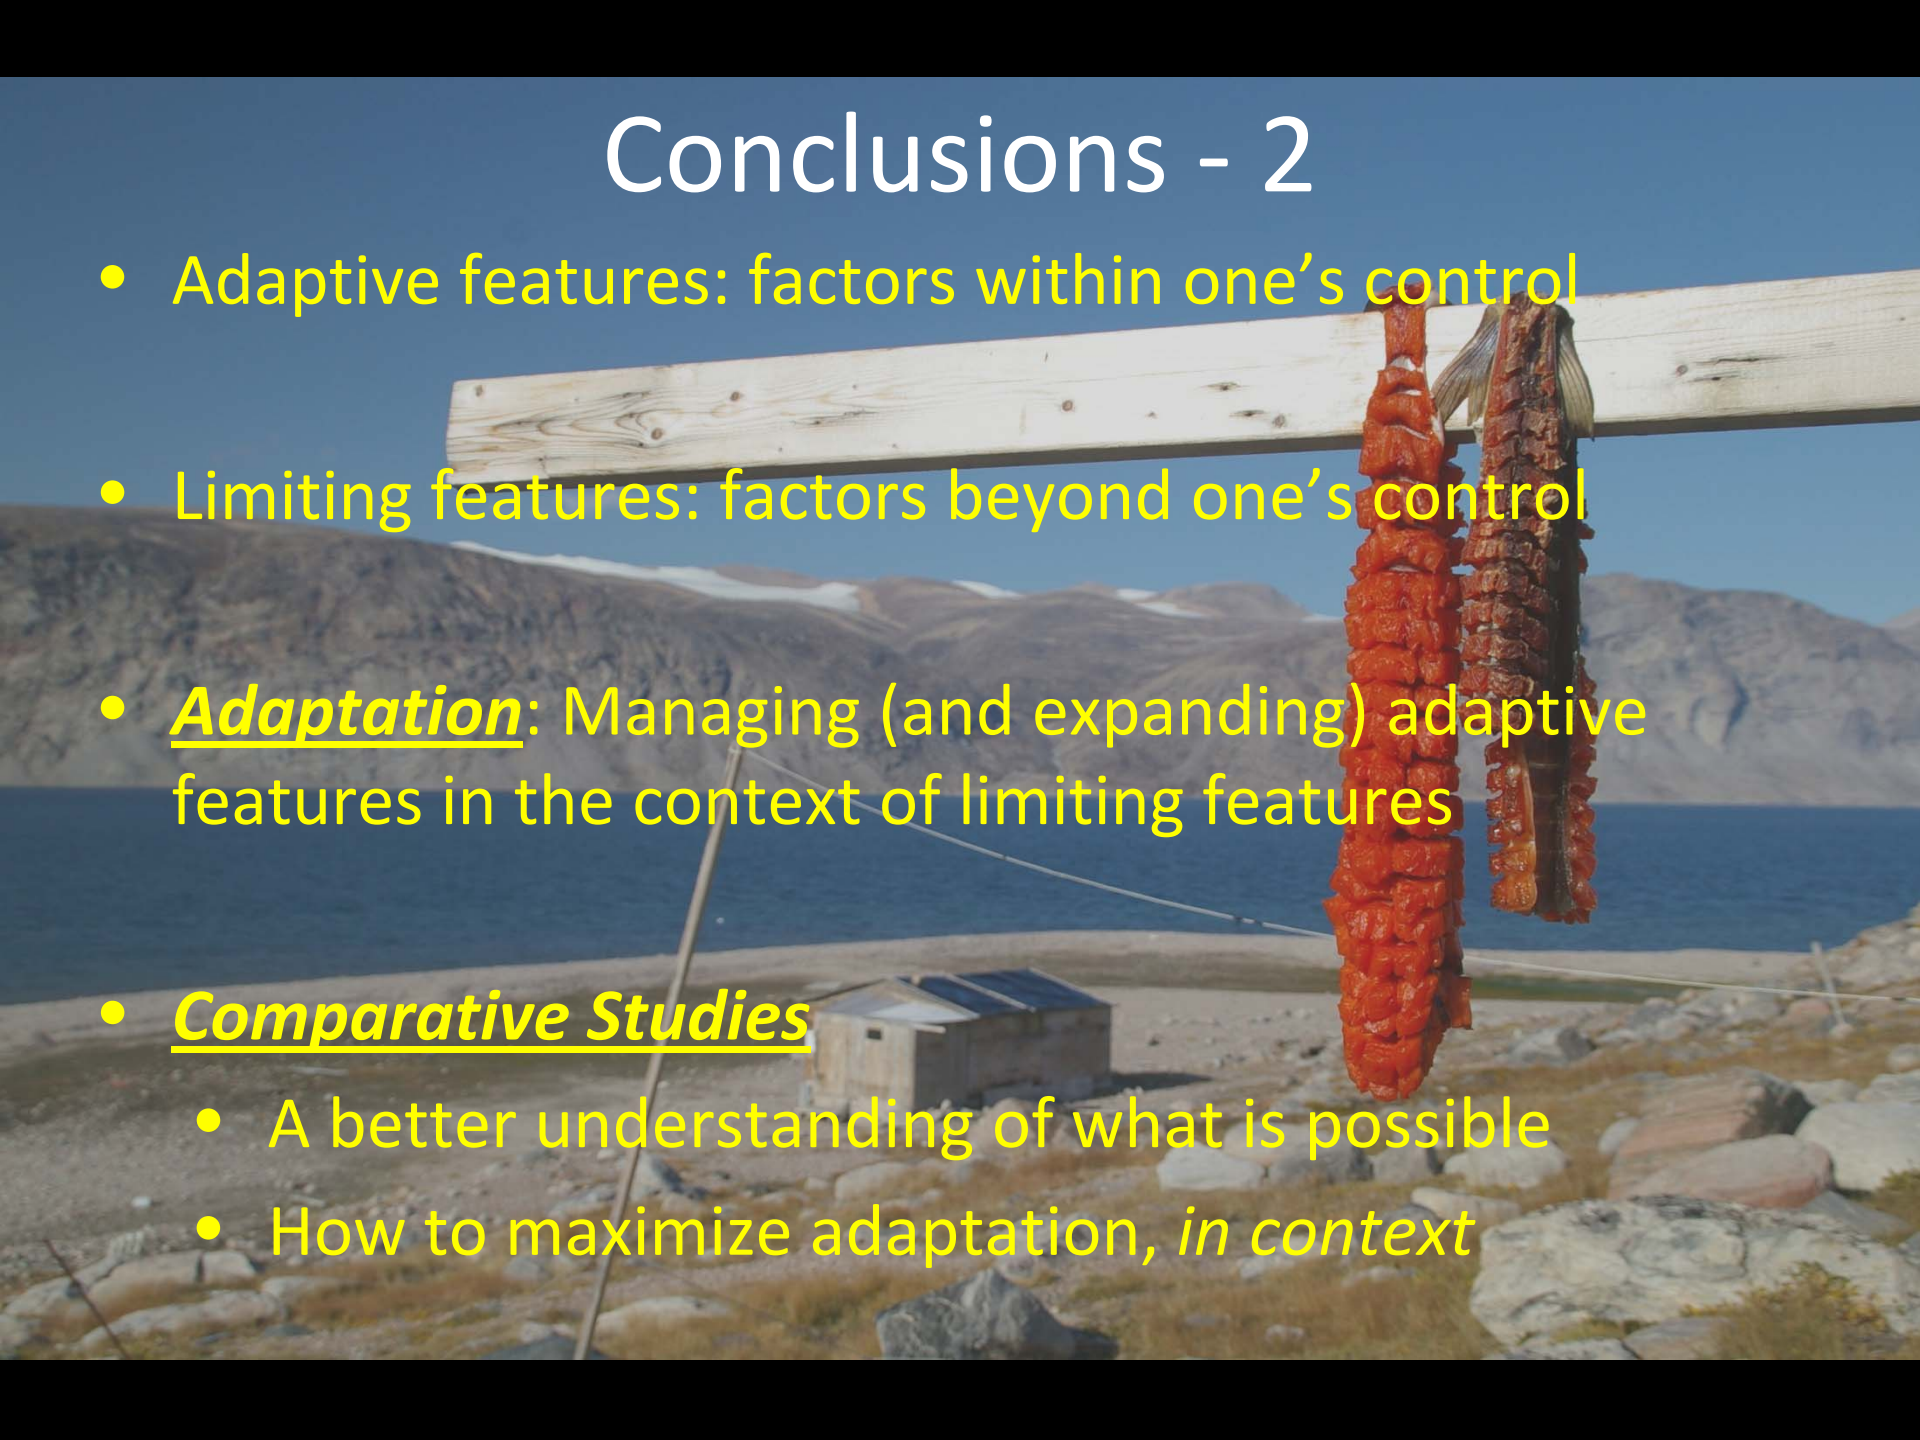 Conclusions - 2
• Adaptive features: factors within one’s control
• Limiting features: factors beyond one’s control
• Adaptation: Managing (and expanding) adaptive
features in the context of limiting features
• Comparative Studies
• A better understanding of what is possible
• How to maximize adaptation, in context